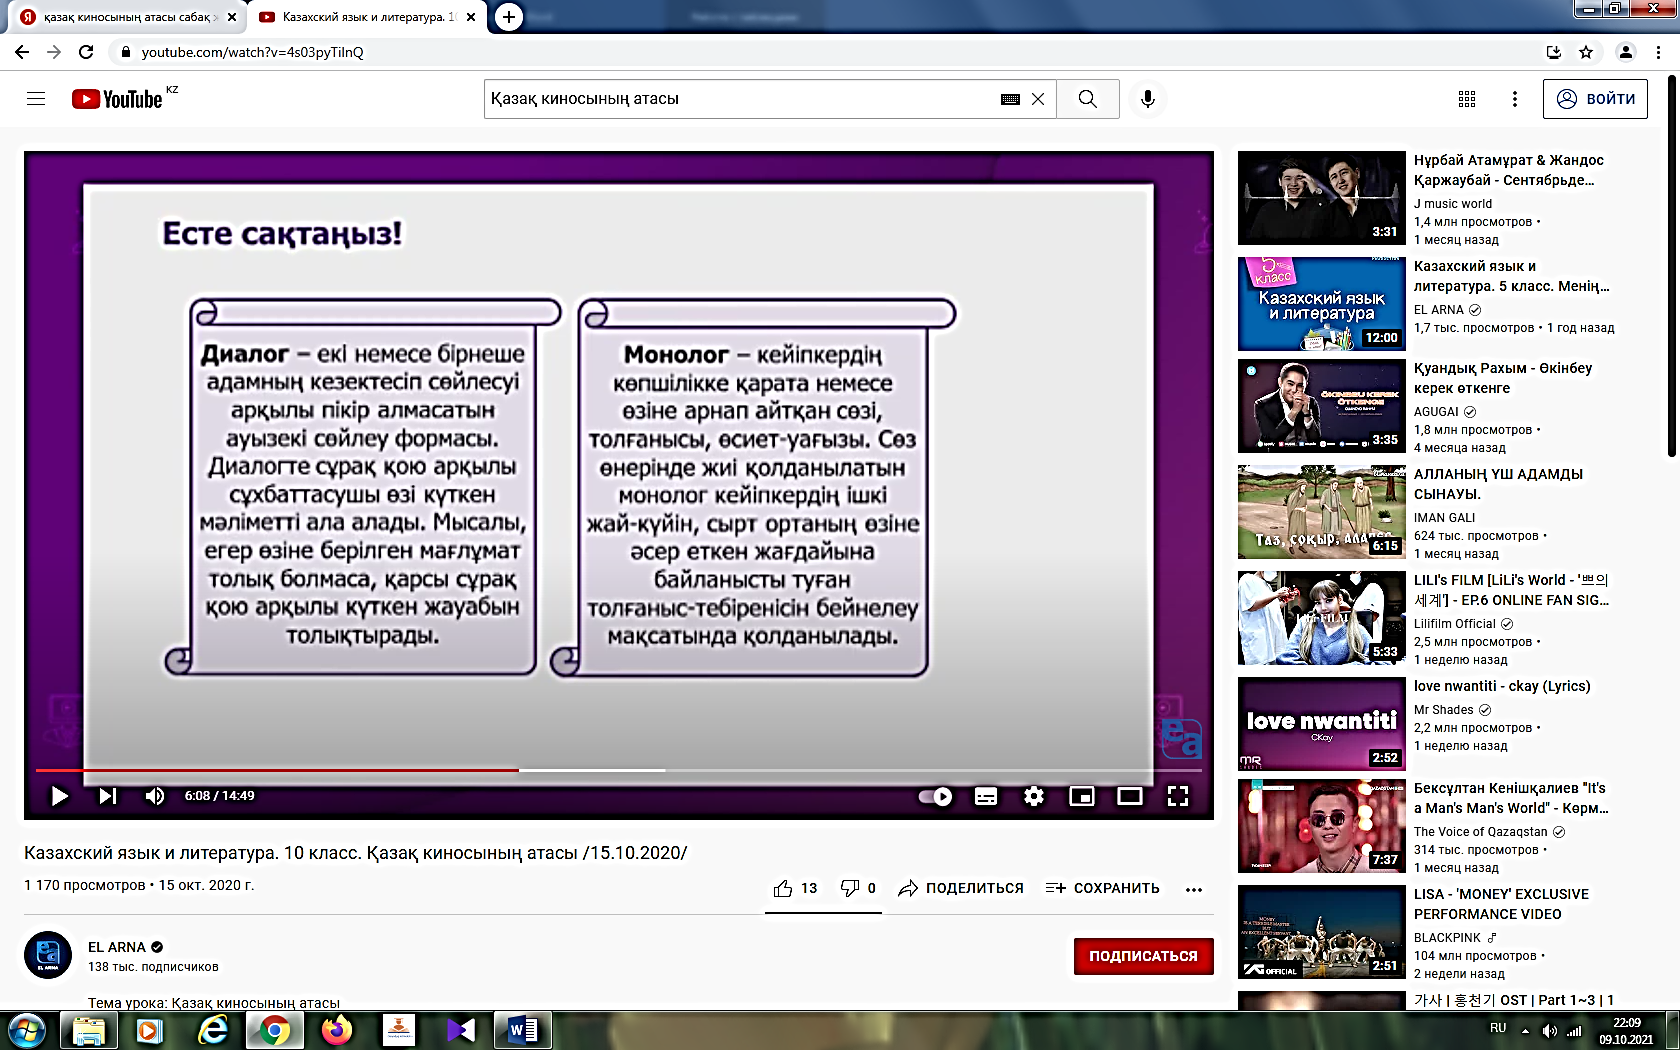 қазақ киносының атасы сабақ
Казахский язык и литература. 10
youtube.com/watch?v=4s03pyTilnQ
YouTube KZ
Қазақ киносының атасы
ВОЙТИ
Есте сақтаңыз!
Диалог – екі немесе бірнеше
адамның кезектесіп сөйлесуі
арқылы пікір алмасатын
ауызекі сөйлеу формасы.
Диалогте сұрақ қою арқылы
сұхбаттасушы өзі күткен
мәліметті ала алады. Мысалы,
егер өзіне берілген мағлұмат
толық болмаса, қарсы сұрақ
қою арқылы күткен жауабын
толықтырады.
Монолог – кейіпкердің
көпшілікке қарата немесе
өзіне арнап айтқан сөзі,
толғанысы, өсиет-уағызы. Сөз
өнерінде жиі қолданылатын
монолог кейіпкердің ішкі
жай-күйін, сырт ортаның өзіне
әсер еткен жағдайына
байланысты туған
толғаныс-тебіренісін бейнелеу
мақсатында қолданылады.
ea
6:08 / 14:49
Казахский язык и литература. 10 класс. Қазақ киносының атасы /15.10.2020/
1 170 просмотров • 15 окт. 2020 г.
13
0
ПОДЕЛИТЬСЯ
СОХРАНИТЬ
EL ARNA
138 тыс. подписчиков
ПОДПИСАТЬСЯ
Тема урока: Қазақ киносының атасы
3:31
Нұрбай Атамұрат & Жандос
Қаржаубай - Сентябрьде...
J music world
1,4 млн просмотров •
1 месяц назад
5 класс
Казахский язык
и литература
12:00
Казахский язык и
литература. 5 класс. Менің...
EL ARNA
1,7 тыс. просмотров • 1 год назад
ӨКІНБЕУ КЕРЕК
ӨТКЕНГЕ
3:35
Қуандық Рахым - Өкінбеу
керек өткенге
AGUGAI
1,8 млн просмотров •
4 месяца назад
Таз, соқыр,
6:15
АЛЛАНЫҢ ҮШ АДАМДЫ
СЫНАУЫ.
IMAN GALI
624 тыс. просмотров •
1 месяц назад
5:33
LILI's FILM [LiLi's World - '쁘의
세계'] - EP.6 ONLINE FAN SIG...
Lilifilm Official
2,5 млн просмотров •
1 неделю назад
love nwantiti
CKay
MR
2:52
love nwantiti - ckay (Lyrics)
Mr Shades
2,2 млн просмотров •
1 неделю назад
7:37
Бексұлтан Кенішқалиев "It's
a Man's Man's World" - Көрм...
The Voice of Qazaqstan
314 тыс. просмотров •
1 месяц назад
YG OFFICIAL
2:51
LISA - 'MONEY' EXCLUSIVE
PERFORMANCE VIDEO
BLACKPINK
104 млн просмотров •
2 недели назад
가사 | 홍천기 OST | Part 1~3 | 1
RU
22:09
09.10.2021